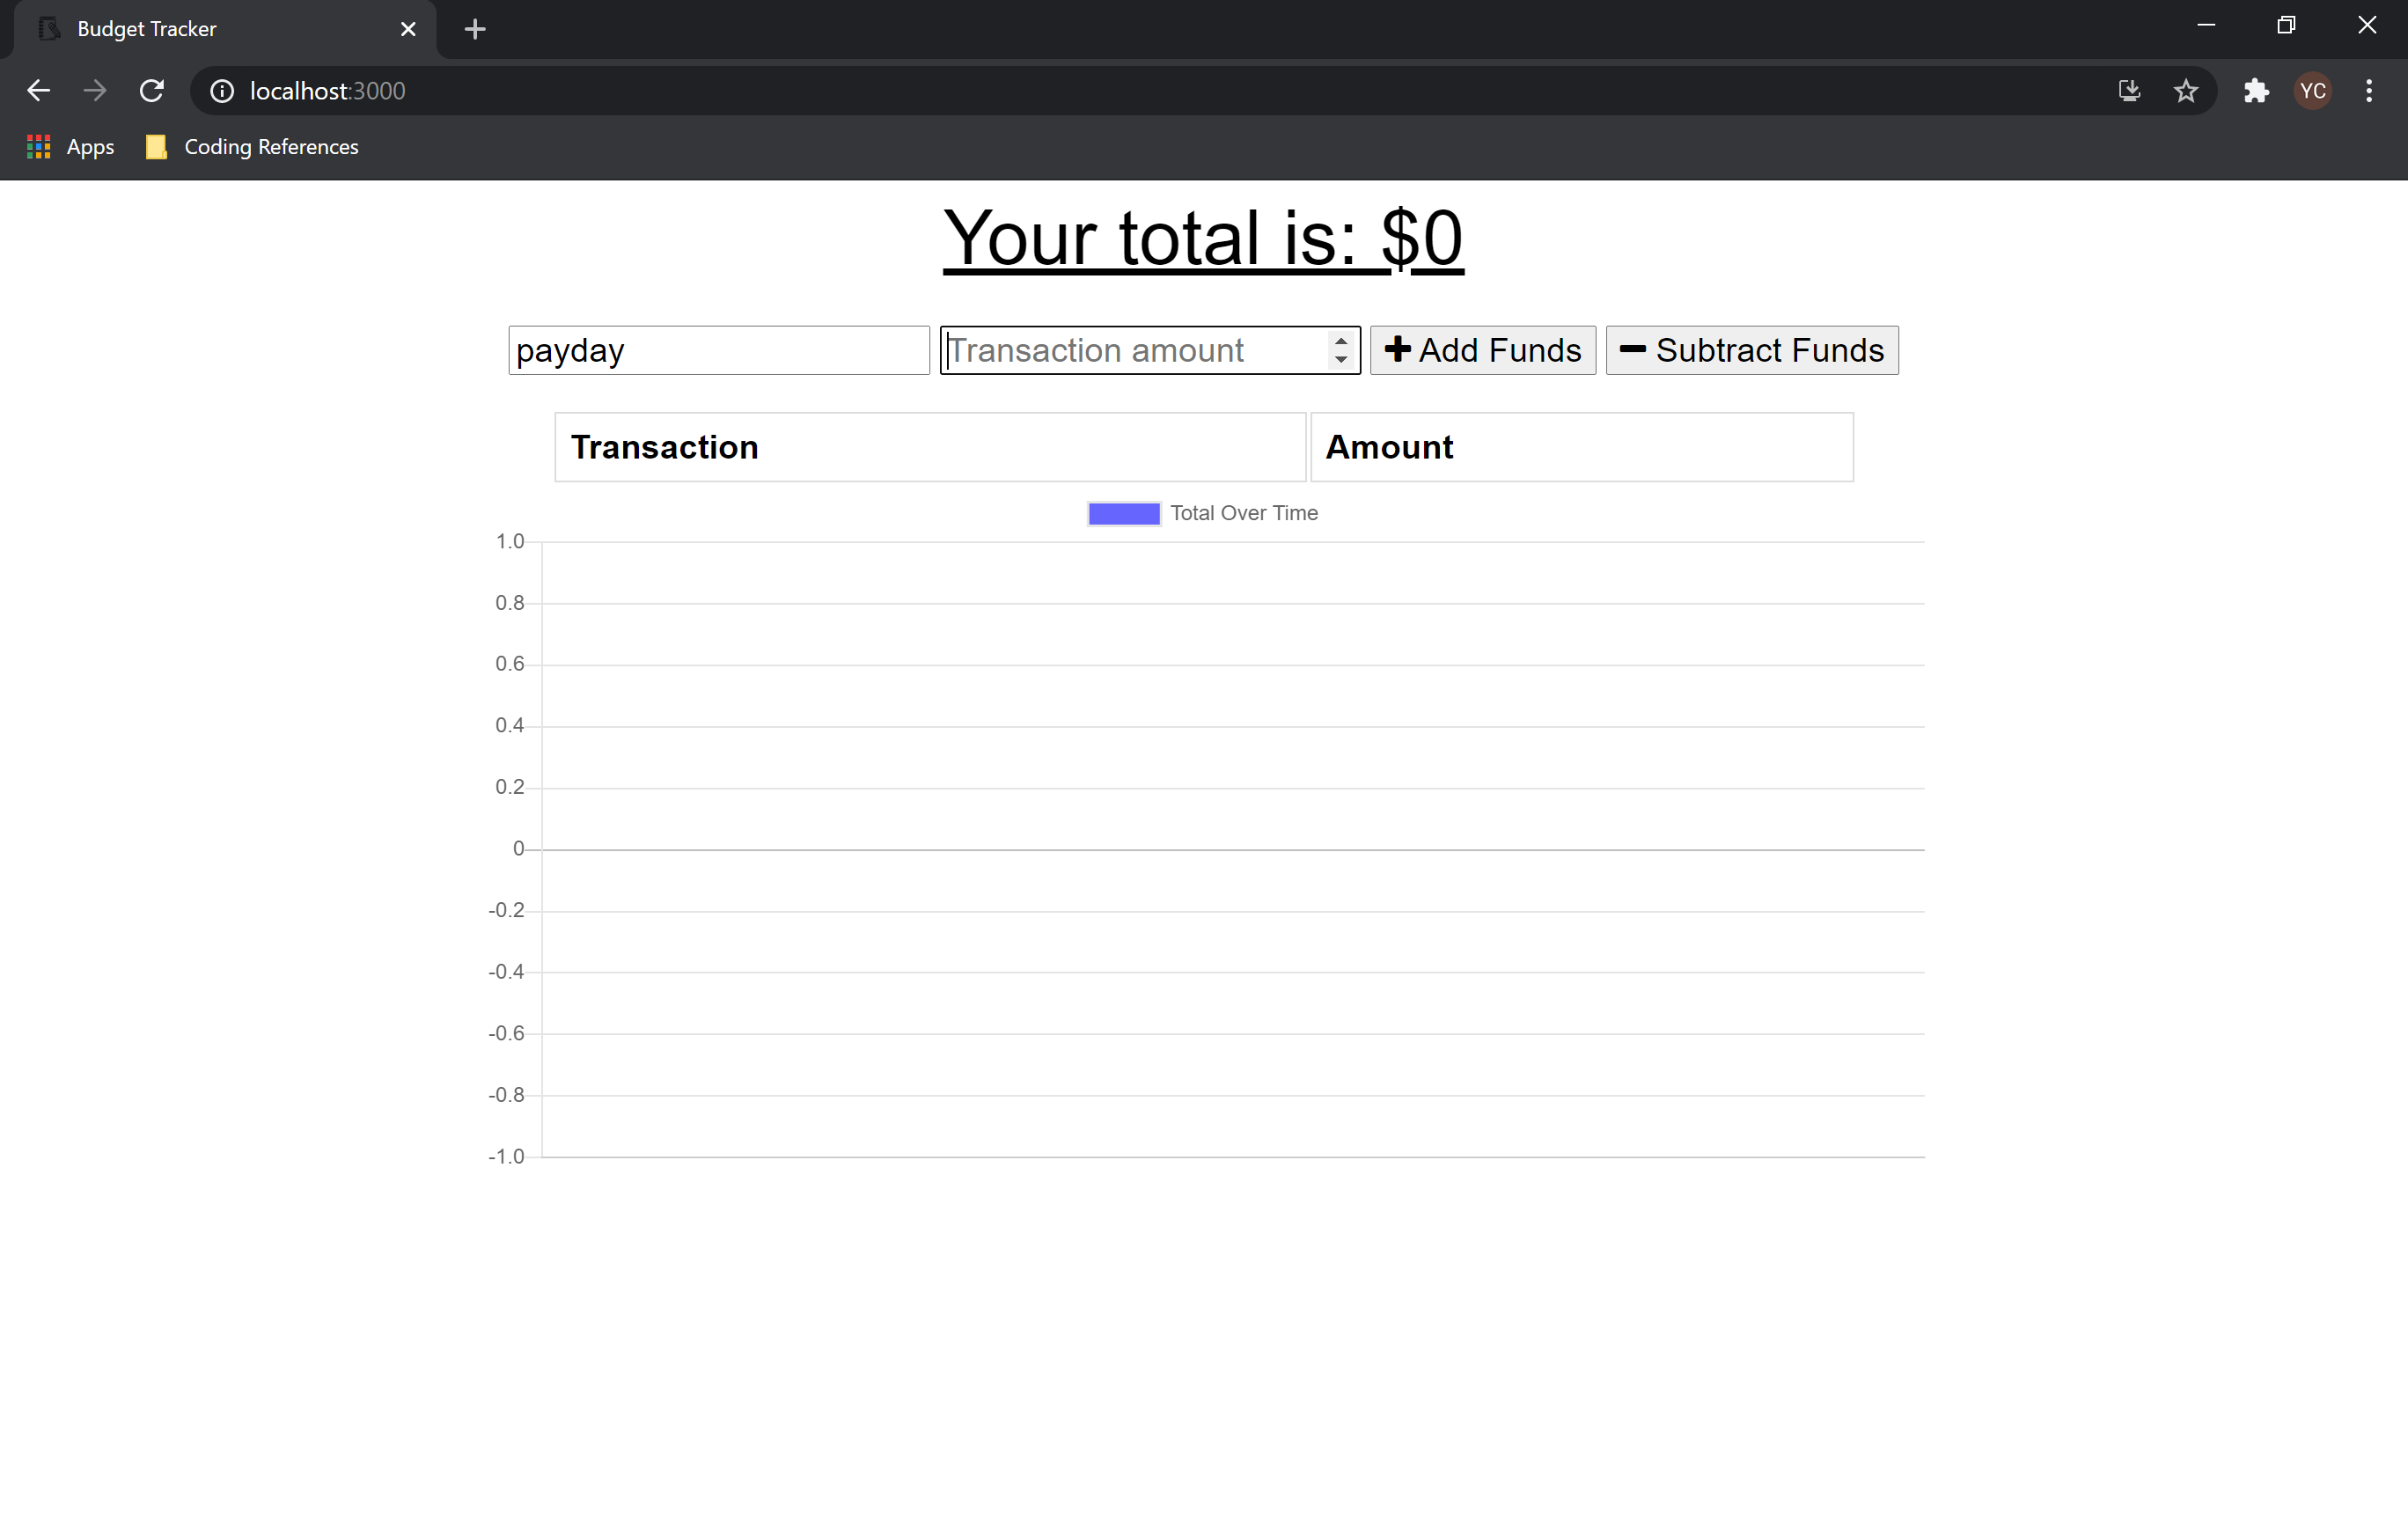 Budget Tracker
localhost:3000
YC
Apps
Coding References
Your total is: $0
payday
Transaction amount
Add Funds
Subtract Funds
Transaction
Amount
Total Over Time
1.0
0.8
0.6
0.4
0.2
0
-0.2
-0.4
-0.6
-0.8
-1.0